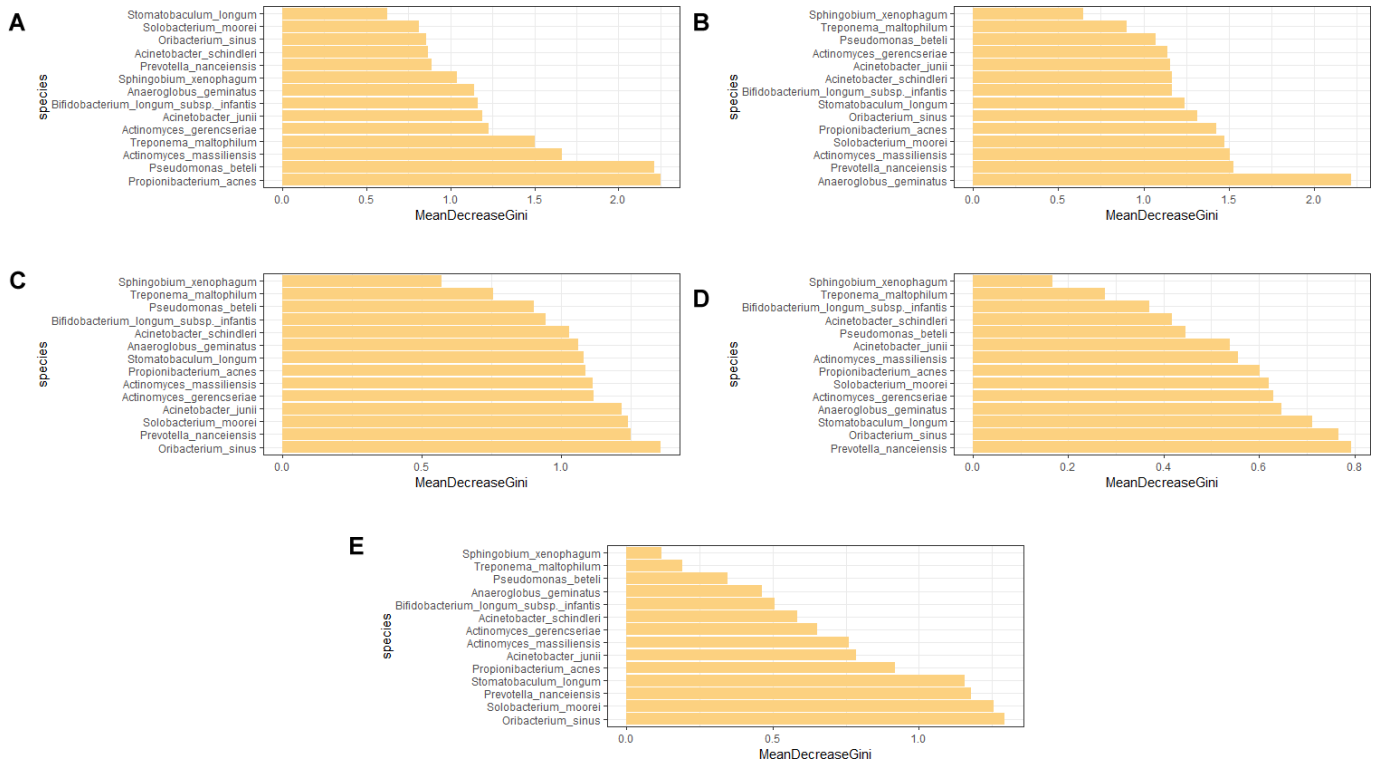 A
species
Stomatobaculum_longum
Solobacterium_moorei
Oribacterium_sinus
Acinetobacter_schindleri
Prevotella_nanceiensis
Sphingobium_xenophagum
Anaeroglobus_geminatus
Bifidobacterium_longum_subsp._infantis
Acinetobacter_junii
Actinomyces_gerencseriae
Treponema_maltophilum
Actinomyces_massiliensis
Pseudomonas_beteli
Propionibacterium_acnes
0.0 0.5 1.0 1.5 2.0
MeanDecreaseGini
B
species
Sphingobium_xenophagum
Treponema_maltophilum
Pseudomonas_beteli
Actinomyces_gerencseriae
Acinetobacter_junii
Acinetobacter_schindleri
Bifidobacterium_longum_subsp._infantis
Stomatobaculum_longum
Oribacterium_sinus
Propionibacterium_acnes
Solobacterium_moorei
Actinomyces_massiliensis
Prevotella_nanceiensis
Anaeroglobus_geminatus
0.0 0.5 1.0 1.5 2.0
MeanDecreaseGini
C
species
Sphingobium_xenophagum
Treponema_maltophilum
Pseudomonas_beteli
Bifidobacterium_longum_subsp._infantis
Acinetobacter_schindleri
Anaeroglobus_geminatus
Stomatobaculum_longum
Propionibacterium_acnes
Actinomyces_massiliensis
Actinomyces_gerencseriae
Acinetobacter_junii
Solobacterium_moorei
Prevotella_nanceiensis
Oribacterium_sinus
0.0 0.5 1.0
MeanDecreaseGini
D
species
Sphingobium_xenophagum
Treponema_maltophilum
Bifidobacterium_longum_subsp._infantis
Acinetobacter_schindleri
Pseudomonas_beteli
Acinetobacter_junii
Actinomyces_massiliensis
Propionibacterium_acnes
Solobacterium_moorei
Actinomyces_gerencseriae
Anaeroglobus_geminatus
Stomatobaculum_longum
Oribacterium_sinus
Prevotella_nanceiensis
0.0 0.2 0.4 0.6 0.8
MeanDecreaseGini
E
species
Sphingobium_xenophagum
Treponema_maltophilum
Pseudomonas_beteli
Anaeroglobus_geminatus
Bifidobacterium_longum_subsp._infantis
Acinetobacter_schindleri
Actinomyces_gerencseriae
Actinomyces_massiliensis
Acinetobacter_junii
Propionibacterium_acnes
Stomatobaculum_longum
Prevotella_nanceiensis
Solobacterium_moorei
Oribacterium_sinus
0.0 0.5 1.0
MeanDecreaseGini